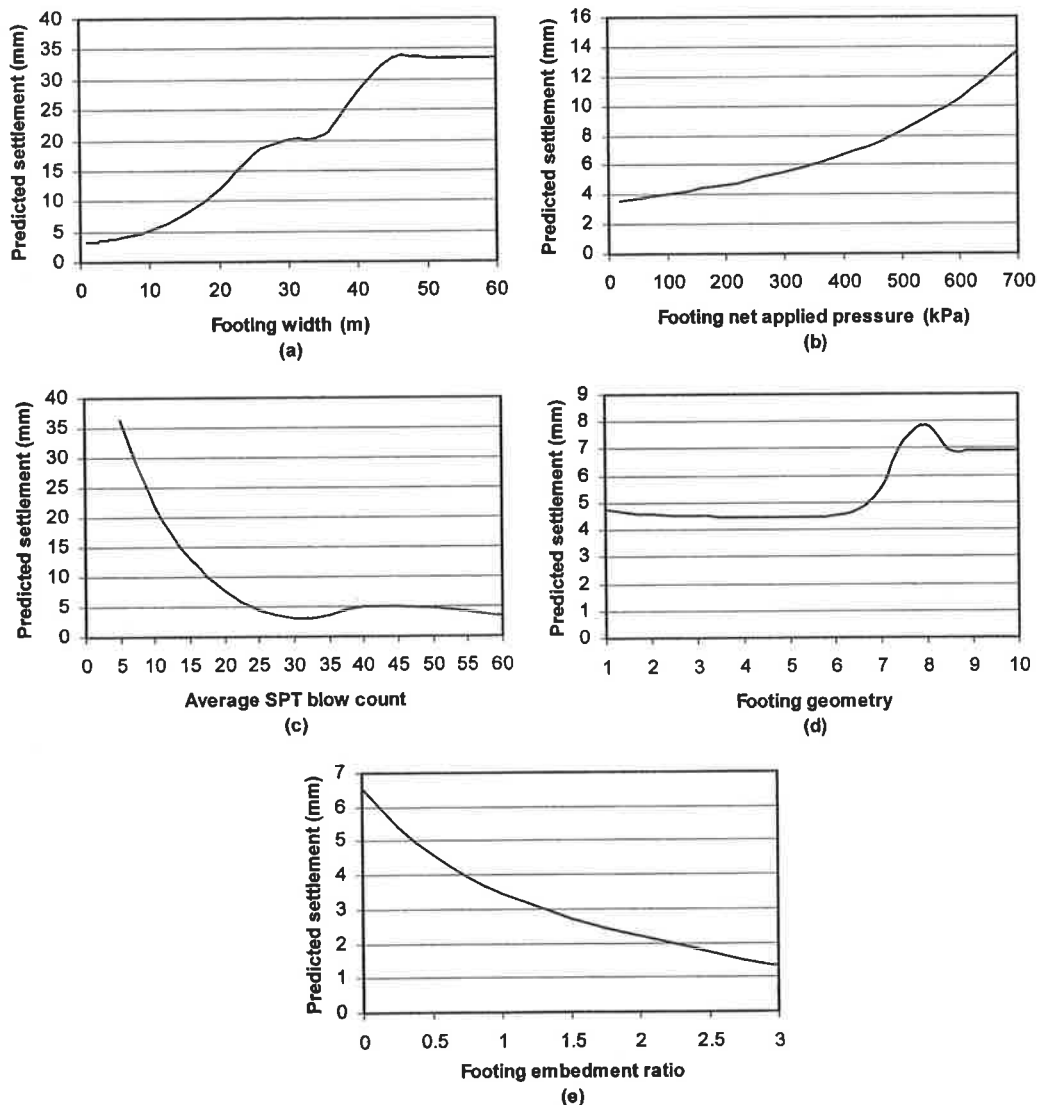 Predicted settlement (mm)
40
35
30
25
20
15
10
5
0
0 10 20 30 40 50 60
Footing width (m)
(a)
Predicted settlement (mm)
16
14
12
10
8
6
4
2
0
0 100 200 300 400 500 600 700
Footing net applied pressure (kPa)
(b)
Predicted settlement (mm)
40
35
30
25
20
15
10
5
0
0 5 10 15 20 25 30 35 40 45 50 55 60
Average SPT blow count
(c)
Predicted settlement (mm)
9
8
7
6
5
4
3
2
1
0
1 2 3 4 5 6 7 8 9 10
Footing geometry
(d)
Predicted settlement (mm)
7
6
5
4
3
2
1
0
0 0.5 1 1.5 2 2.5 3
Footing embedment ratio
(e)